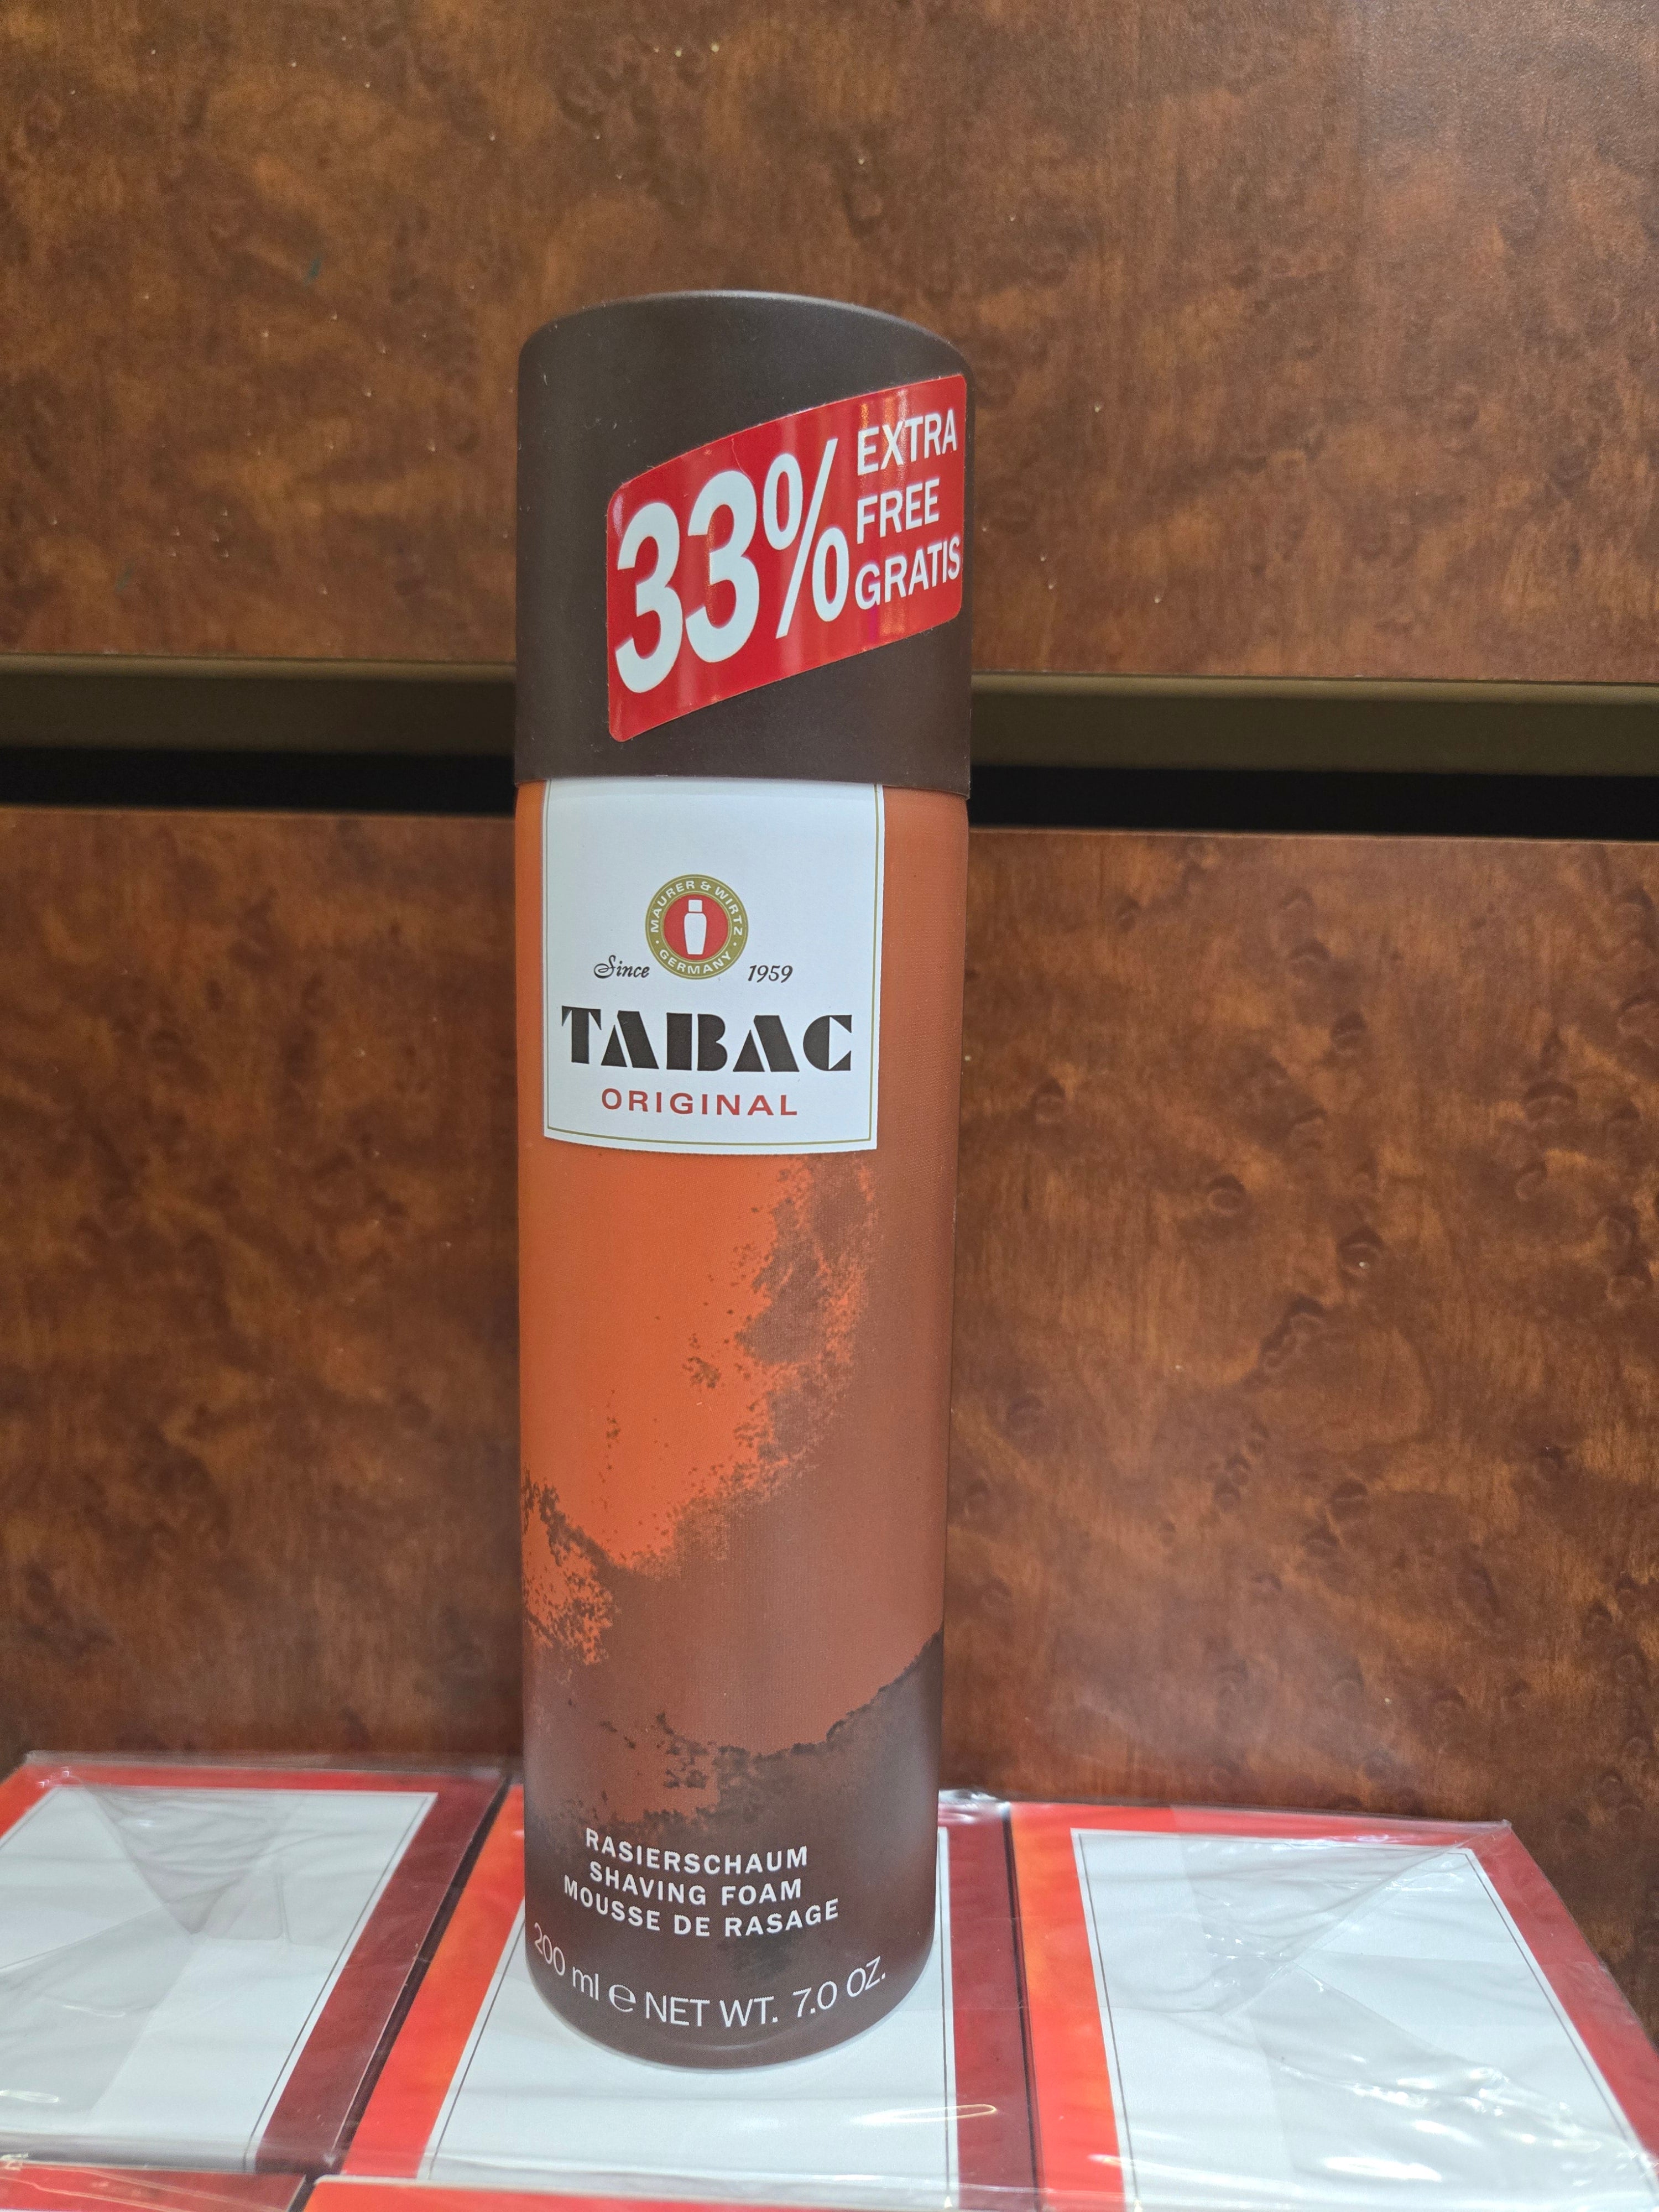 33% EXTRA
FREE
GRATIS
MAURER & WIRTZ
· GERMANY ·
Since 1959
TABAC
ORIGINAL
RASIERSCHAUM
SHAVING FOAM
MOUSSE DE RASAGE
200 ml ℮ NET WT. 7.0 OZ.